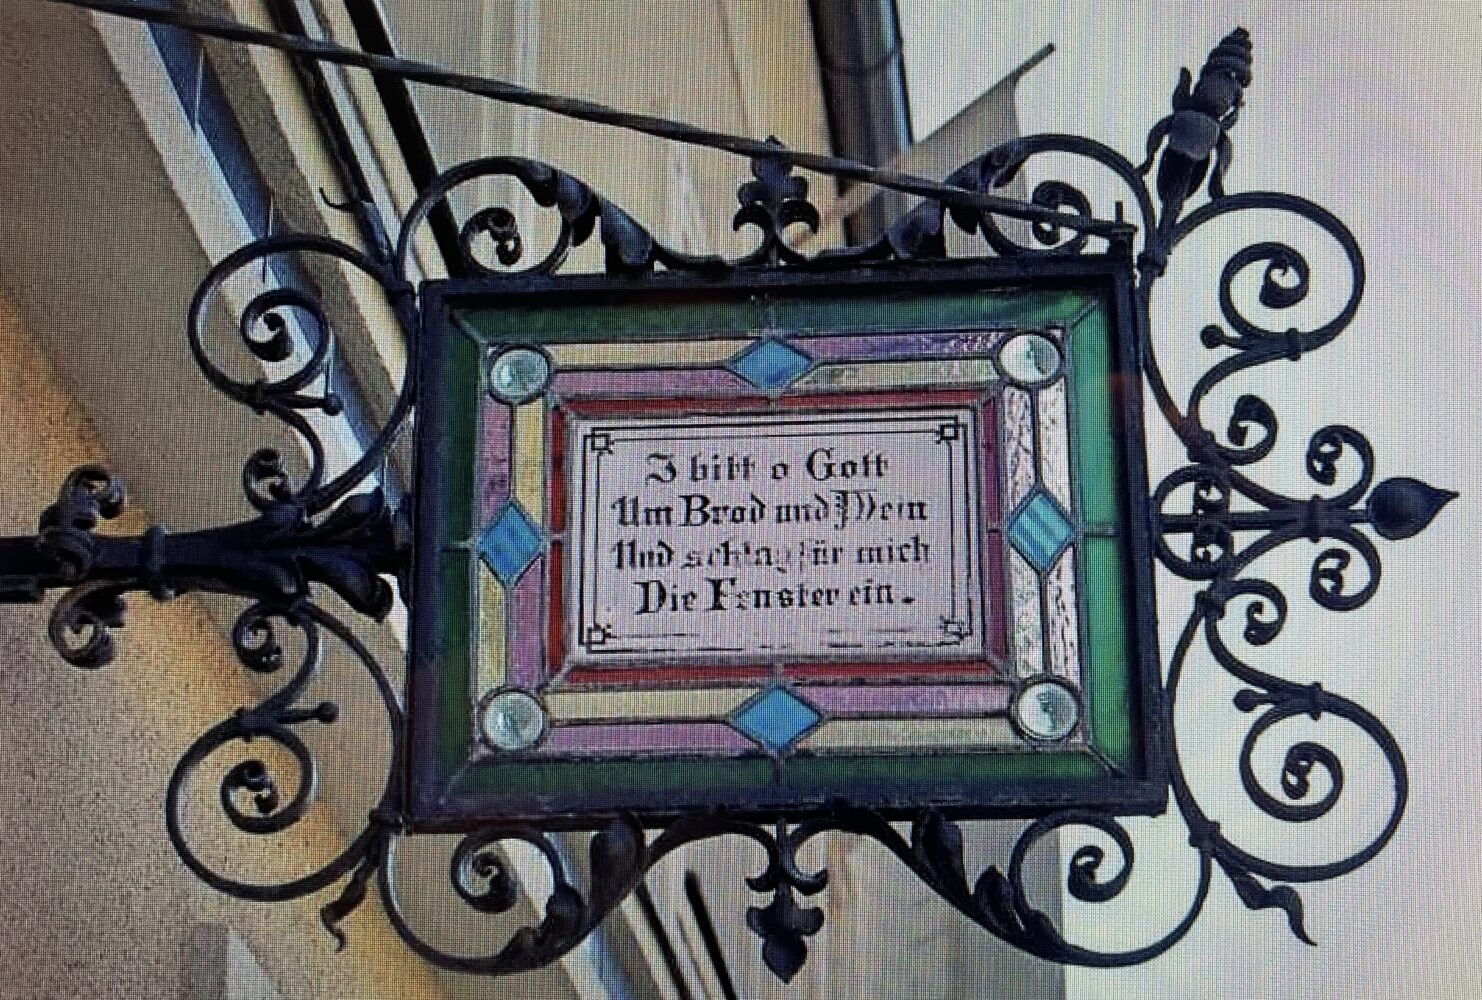 I bitt o Gott
Um Brod und Wein
Und schlag für mich
Die Fenster ein.